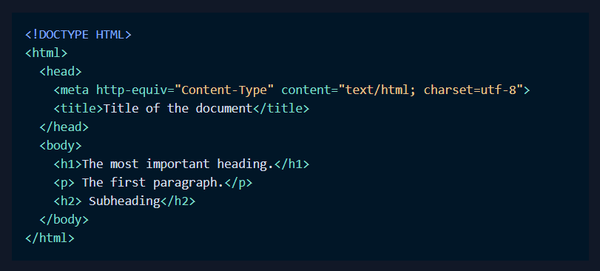 <!DOCTYPE HTML>
<html>
<head>
<meta http-equiv="Content-Type" content="text/html; charset=utf-8">
<title>Title of the document</title>
</head>
<body>
<h1>The most important heading.</h1>
<p> The first paragraph.</p>
<h2> Subheading</h2>
</body>
</html>